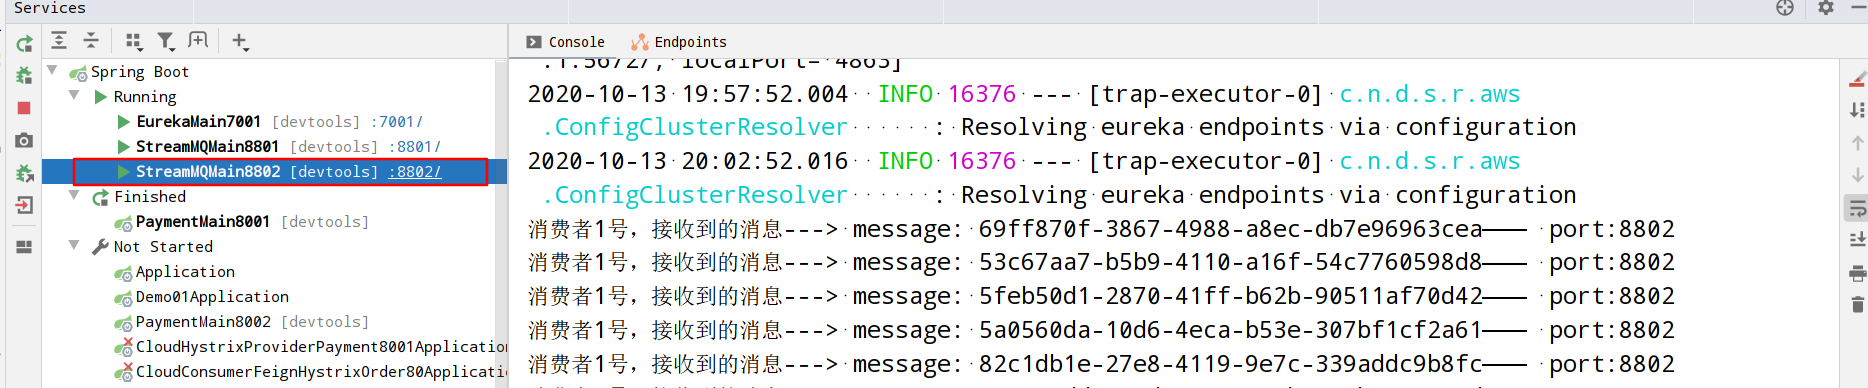 Services
Spring Boot
Running
EurekaMain7001 [devtools] :7001/
StreamMQMain8801 [devtools] :8801/
StreamMQMain8802 [devtools] :8802/
Finished
PaymentMain8001 [devtools]
Not Started
Application
Demo01Application
PaymentMain8002 [devtools]
CloudHystrixProviderPayment8001Application
CloudConsumerFeignHystrixOrder80Applicati
Console Endpoints
.1:56727, localPort= 4863]
2020-10-13 19:57:52.004 INFO 16376 --- [trap-executor-0] c.n.d.s.r.aws
.ConfigClusterResolver : Resolving eureka endpoints via configuration
2020-10-13 20:02:52.016 INFO 16376 --- [trap-executor-0] c.n.d.s.r.aws
.ConfigClusterResolver : Resolving eureka endpoints via configuration
消费者1号，接收到的消息---> message: 69ff870f-3867-4988-a8ec-db7e96963cea——— port:8802
消费者1号，接收到的消息---> message: 53c67aa7-b5b9-4110-a16f-54c7760598d8——— port:8802
消费者1号，接收到的消息---> message: 5feb50d1-2870-41ff-b62b-90511af70d42——— port:8802
消费者1号，接收到的消息---> message: 5a0560da-10d6-4eca-b53e-307bf1cf2a61——— port:8802
消费者1号，接收到的消息---> message: 82c1db1e-27e8-4119-9e7c-339addc9b8fc——— port:8802